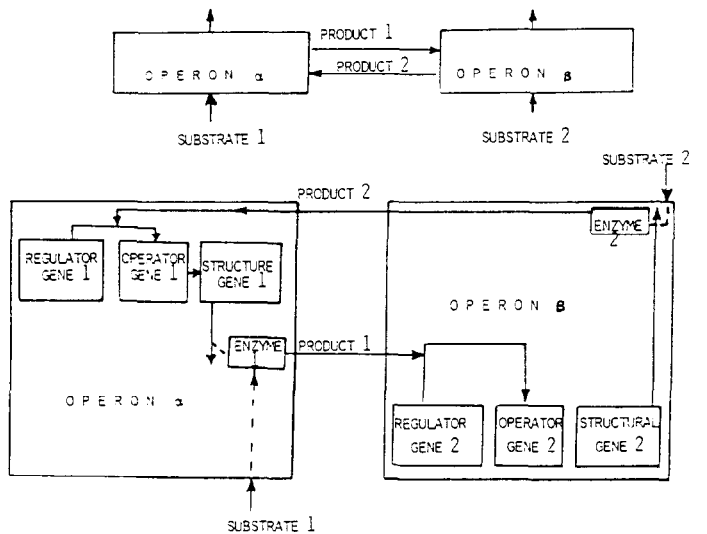 PRODUCT 1
PRODUCT 2
OPERON α
OPERON β
SUBSTRATE 1
SUBSTRATE 2
SUBSTRATE 2
PRODUCT 2
ENZYME
2
REGULATOR
GENE 1
OPERATOR
GENE 1
STRUCTURE
GENE 1
OPERON β
ENZYME
1
PRODUCT 1
OPERON α
REGULATOR
GENE 2
OPERATOR
GENE 2
STRUCTURAL
GENE 2
SUBSTRATE 1